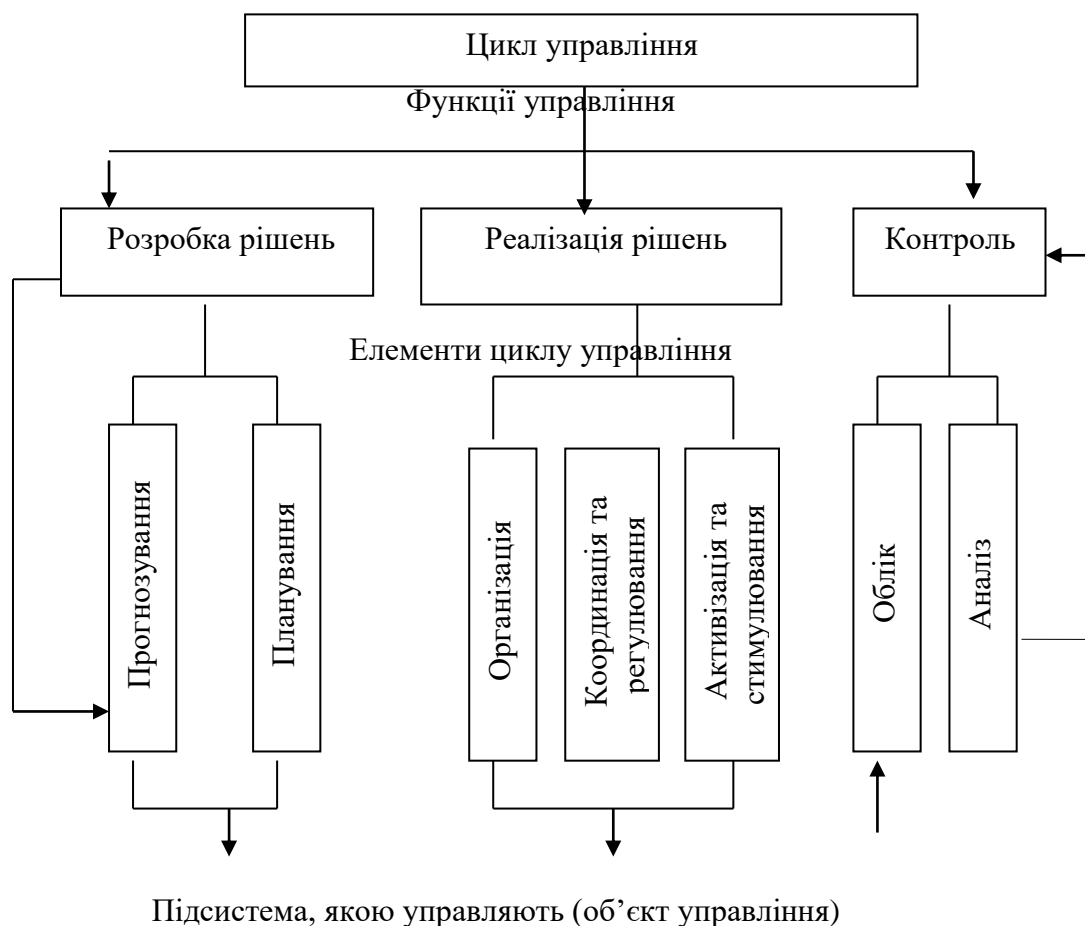 Цикл управління
Функції управління
Розробка рішень
Реалізація рішень
Контроль
Елементи циклу управління
Прогнозування
Планування
Організація
Координація та
регулювання
Активізація та
стимулювання
Облік
Аналіз
Підсистема, якою управляють (об’єкт управління)